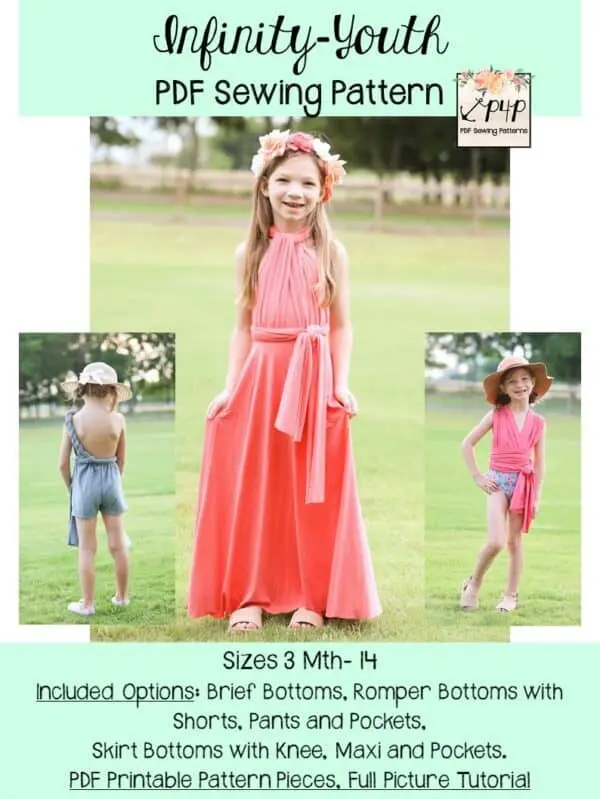 Infinity-Youth
PDF Sewing Pattern
P4P
PDF Sewing Patterns
Sizes 3 Mth- 14
Included Options: Brief Bottoms, Romper Bottoms with
Shorts, Pants and Pockets,
Skirt Bottoms with Knee, Maxi and Pockets.
PDF Printable Pattern Pieces, Full Picture Tutorial